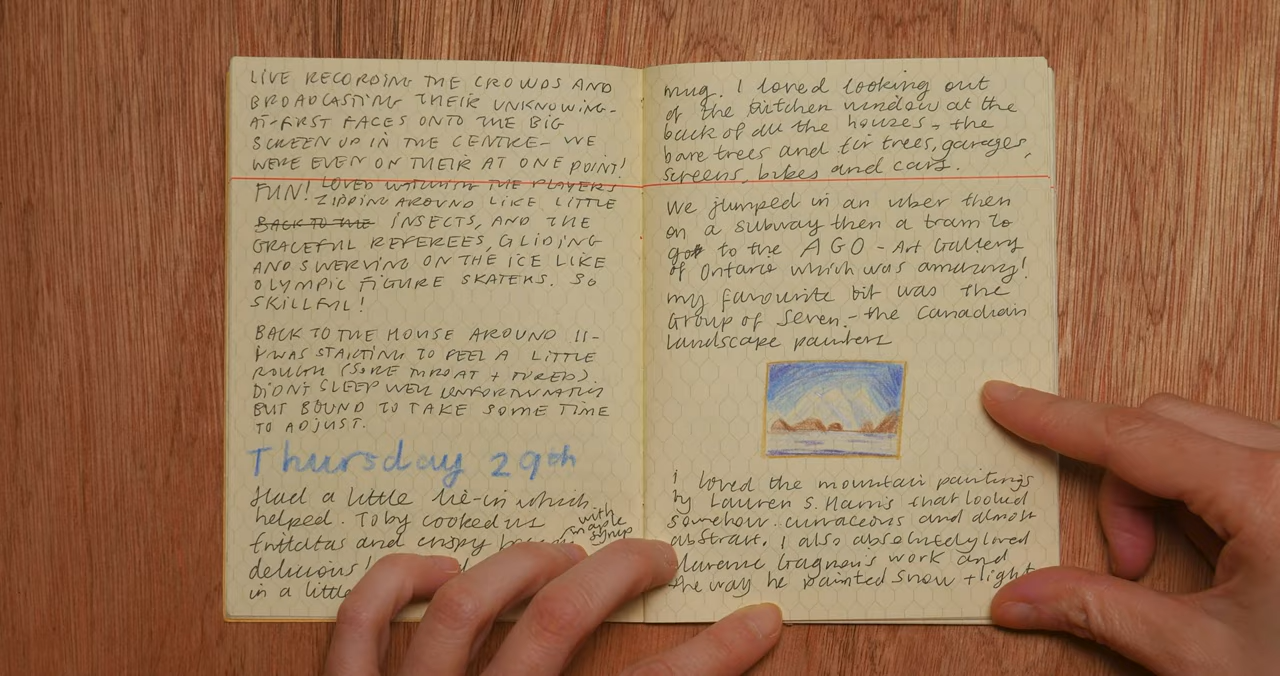 LIVE RECORDING THE CROWDS AND
BROADCASTING THEIR UNKNOWING-
AT-FIRST FACES ONTO THE BIG
SCREEN UP IN THE CENTRE - WE
WERE EVEN ON THEIR AT ONE POINT!
FUN! LOVED WATCHING THE PLAYERS
ZIPPING AROUND LIKE LITTLE
BACK TO THE INSECTS, AND THE
GRACEFUL REFEREES, GLIDING
AND SWERVING ON THE ICE LIKE
OLYMPIC FIGURE SKATERS. SO
SKILLFUL!
BACK TO THE HOUSE AROUND 11-
WAS STARTING TO FEEL A LITTLE
ROUGH (SORE THROAT + TIRED).
DIDNT SLEEP WELL UNFORTUNATELY
BUT BOUND TO TAKE SOME TIME
TO ADJUST.
Thursday 29th
Had a little lie-in which
helped. Toby cooked us
frittatas and crispy
with
maple
syrup
delicious!
in a little
mug. I loved looking out
of the kitchen window at the
back of all the houses, the
bare trees and fir trees, garages,
screens, bikes and cars.
We jumped in an uber then
on a subway then a tram to
got to the AGO - Art Gallery
of Ontario which was amazing!
my favourite bit was the
Group of Seven - the Canadian
landscape painters
i loved the mountain paintings
by Lauren S. Harris that looked
somehow curvaceous and almost
abstract. I also absolutely loved
Clarence Gagnon's work and
the way he painted snow + light